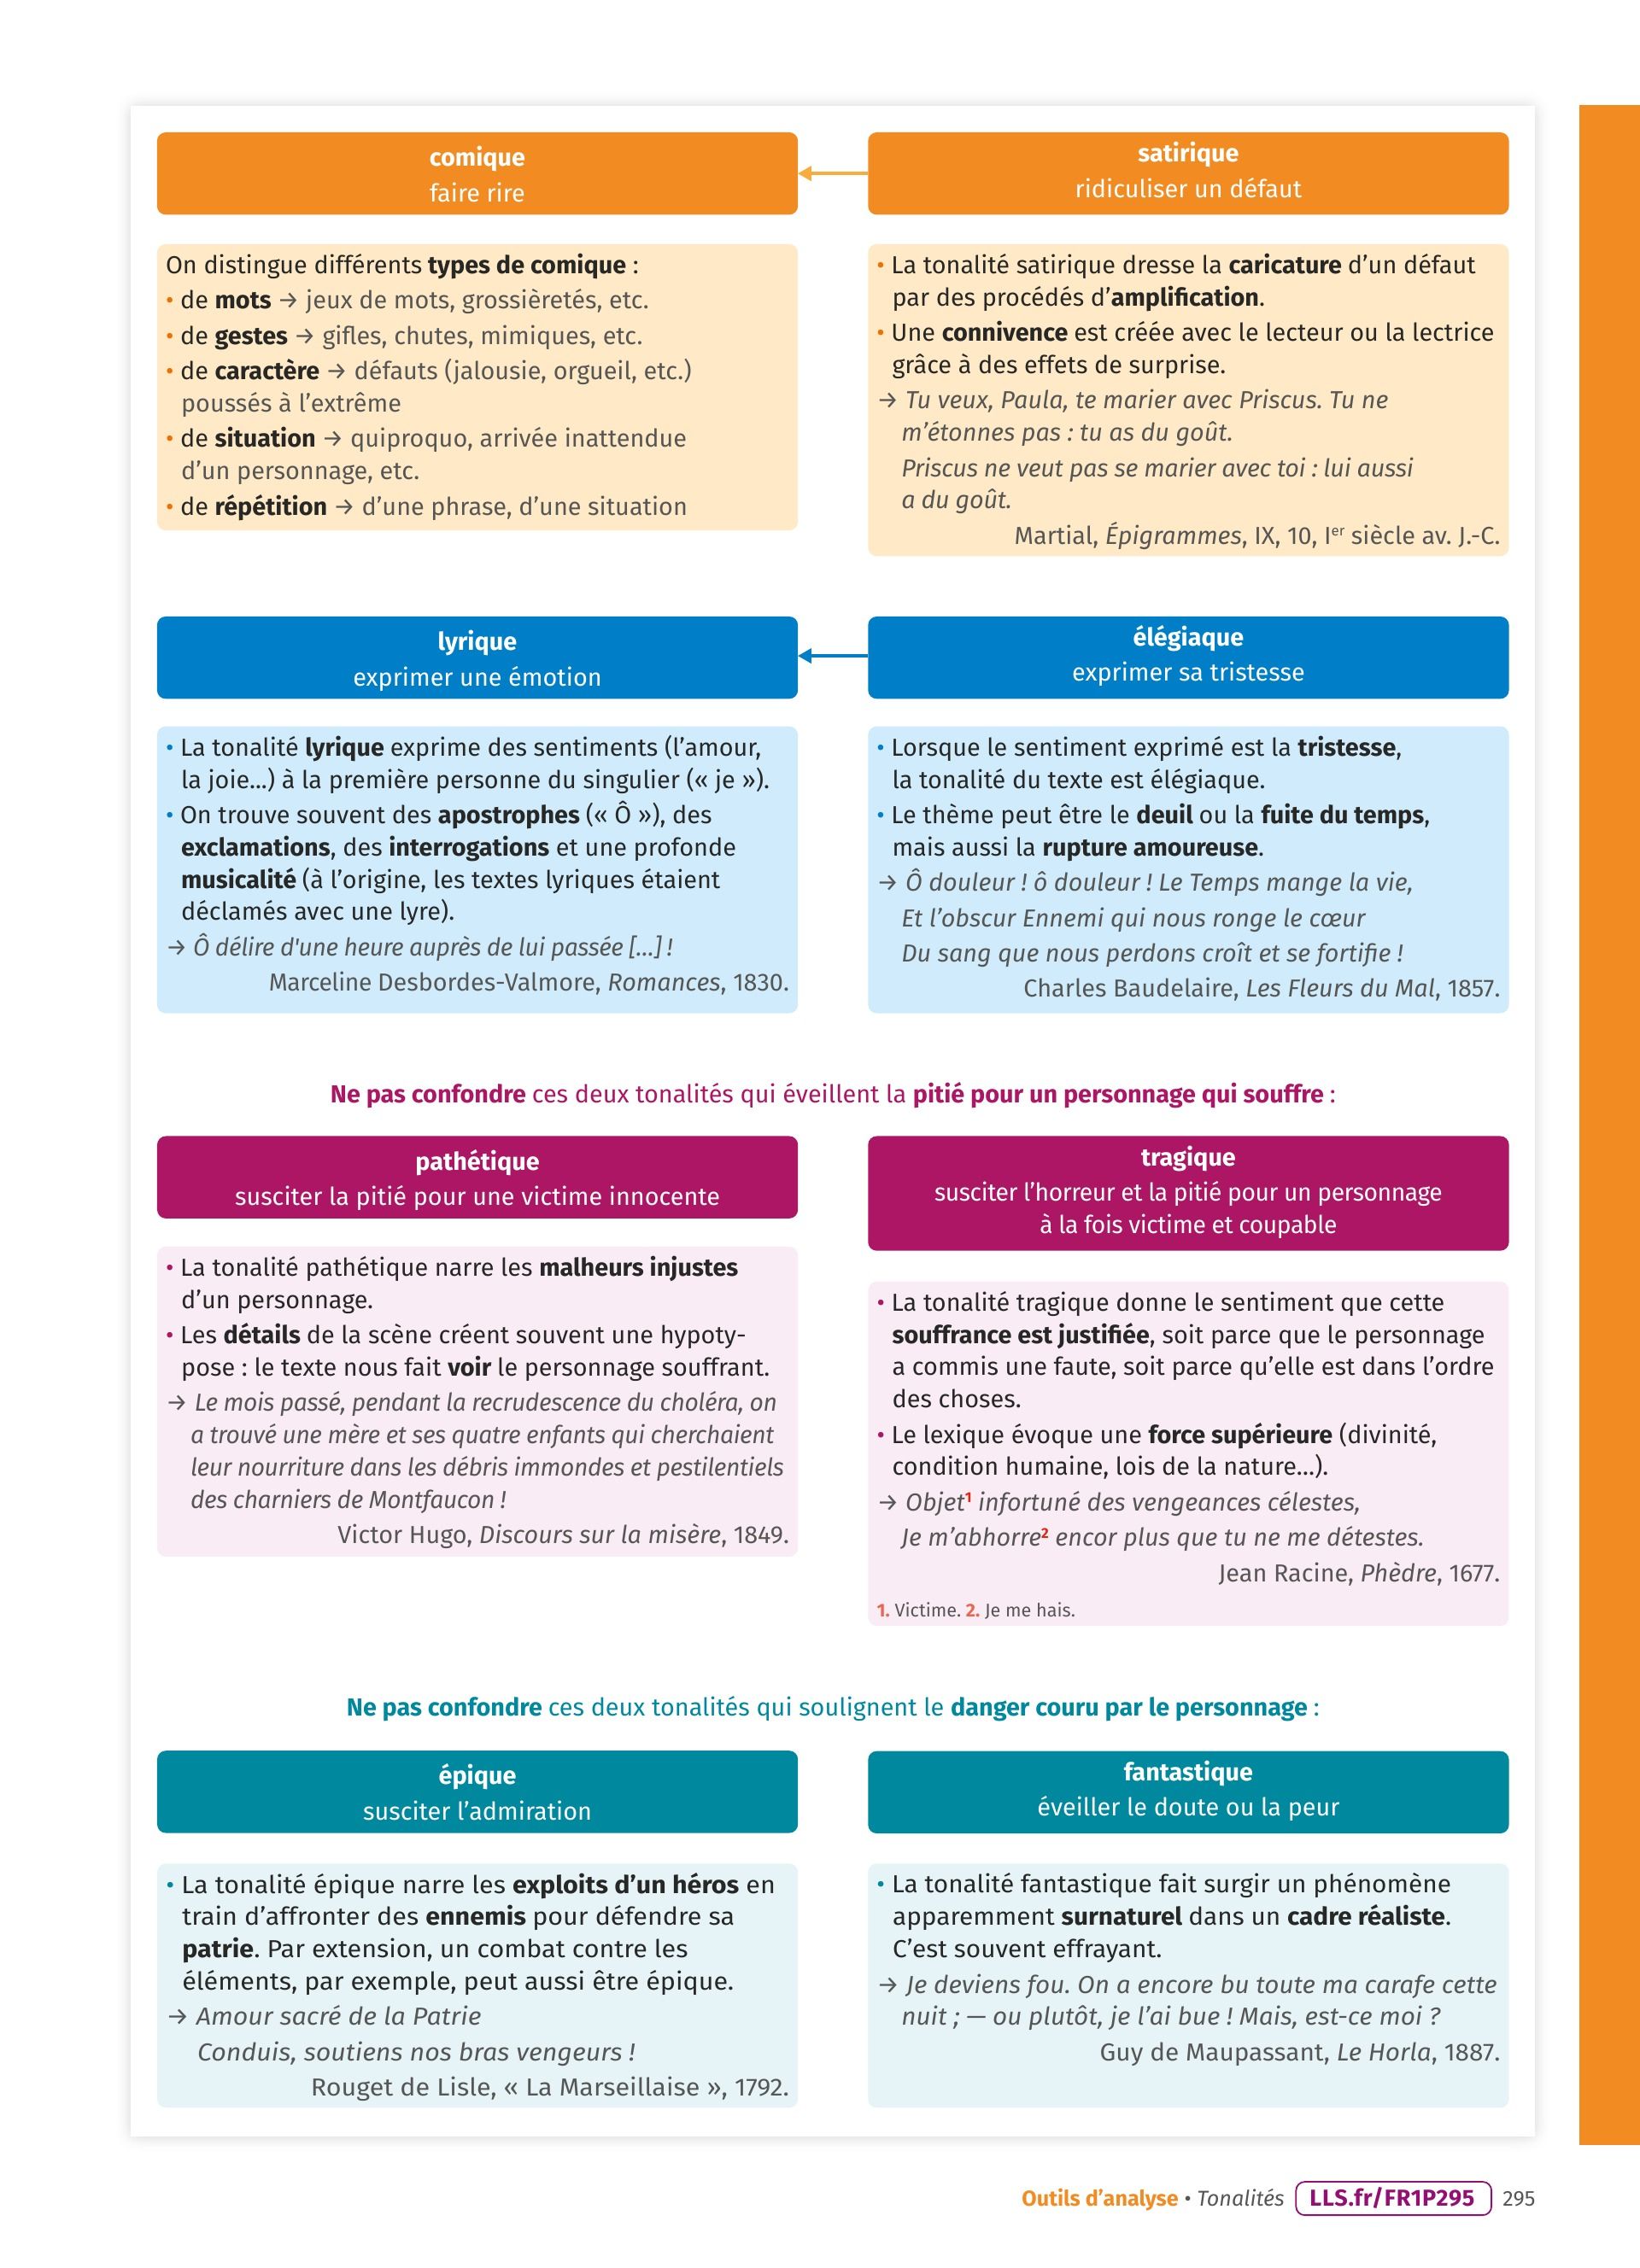 comique
faire rire
On distingue différents types de comique :
• de mots → jeux de mots, grossièretés, etc.
• de gestes → gifles, chutes, mimiques, etc.
• de caractère → défauts (jalousie, orgueil, etc.)
poussés à l’extrême
• de situation → quiproquo, arrivée inattendue
d’un personnage, etc.
• de répétition → d’une phrase, d’une situation
satirique
ridiculiser un défaut
• La tonalité satirique dresse la caricature d’un défaut
par des procédés d’amplification.
• Une connivence est créée avec le lecteur ou la lectrice
grâce à des effets de surprise.
→ Tu veux, Paula, te marier avec Priscus. Tu ne
m’étonnes pas : tu as du goût.
Priscus ne veut pas se marier avec toi : lui aussi
a du goût.
Martial, Épigrammes, IX, 10, Ier siècle av. J.-C.
lyrique
exprimer une émotion
• La tonalité lyrique exprime des sentiments (l’amour,
la joie…) à la première personne du singulier (« je »).
• On trouve souvent des apostrophes (« Ô »), des
exclamations, des interrogations et une profonde
musicalité (à l’origine, les textes lyriques étaient
déclamés avec une lyre).
→ Ô délire d'une heure auprès de lui passée […] !
Marceline Desbordes-Valmore, Romances, 1830.
élégiaque
exprimer sa tristesse
• Lorsque le sentiment exprimé est la tristesse,
la tonalité du texte est élégiaque.
• Le thème peut être le deuil ou la fuite du temps,
mais aussi la rupture amoureuse.
→ Ô douleur ! ô douleur ! Le Temps mange la vie,
Et l’obscur Ennemi qui nous ronge le cœur
Du sang que nous perdons croît et se fortifie !
Charles Baudelaire, Les Fleurs du Mal, 1857.
Ne pas confondre ces deux tonalités qui éveillent la pitié pour un personnage qui souffre :
pathétique
susciter la pitié pour une victime innocente
• La tonalité pathétique narre les malheurs injustes
d’un personnage.
• Les détails de la scène créent souvent une hypoty-
pose : le texte nous fait voir le personnage souffrant.
→ Le mois passé, pendant la recrudescence du choléra, on
a trouvé une mère et ses quatre enfants qui cherchaient
leur nourriture dans les débris immondes et pestilentiels
des charniers de Montfaucon !
Victor Hugo, Discours sur la misère, 1849.
tragique
susciter l’horreur et la pitié pour un personnage
à la fois victime et coupable
• La tonalité tragique donne le sentiment que cette
souffrance est justifiée, soit parce que le personnage
a commis une faute, soit parce qu’elle est dans l’ordre
des choses.
• Le lexique évoque une force supérieure (divinité,
condition humaine, lois de la nature…).
→ Objet1 infortuné des vengeances célestes,
Je m’abhorre2 encor plus que tu ne me détestes.
Jean Racine, Phèdre, 1677.
1. Victime. 2. Je me hais.
Ne pas confondre ces deux tonalités qui soulignent le danger couru par le personnage :
épique
susciter l’admiration
• La tonalité épique narre les exploits d’un héros en
train d’affronter des ennemis pour défendre sa
patrie. Par extension, un combat contre les
éléments, par exemple, peut aussi être épique.
→ Amour sacré de la Patrie
Conduis, soutiens nos bras vengeurs !
Rouget de Lisle, « La Marseillaise », 1792.
fantastique
éveiller le doute ou la peur
• La tonalité fantastique fait surgir un phénomène
apparemment surnaturel dans un cadre réaliste.
C’est souvent effrayant.
→ Je deviens fou. On a encore bu toute ma carafe cette
nuit ; — ou plutôt, je l’ai bue ! Mais, est-ce moi ?
Guy de Maupassant, Le Horla, 1887.
Outils d’analyse • Tonalités LLS.fr/FR1P295 295